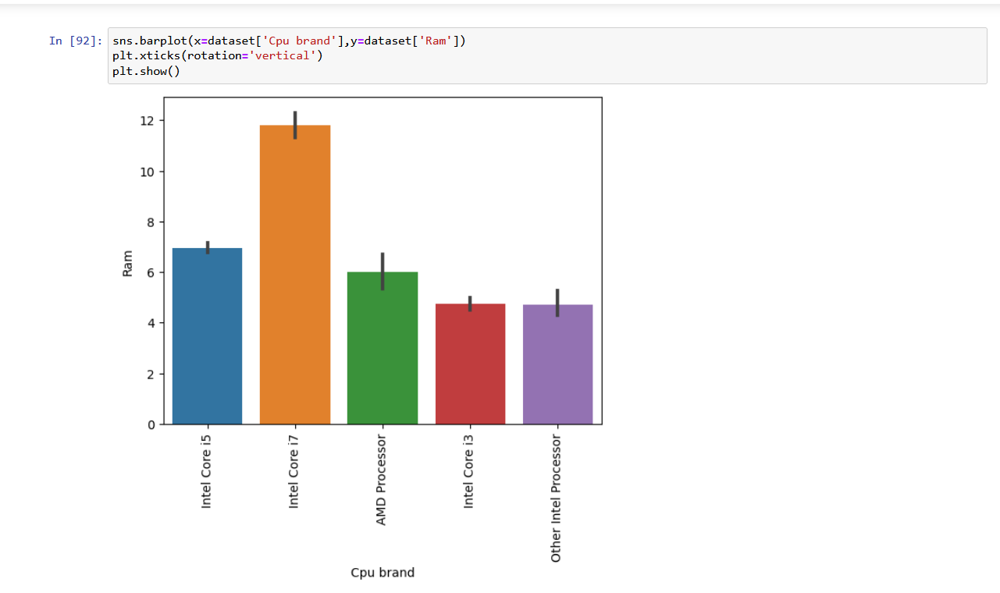 In [92]: sns.barplot(x=dataset['Cpu brand'],y=dataset['Ram'])
plt.xticks(rotation='vertical')
plt.show()
12
10
8
6
4
2
0
Ram
Intel Core i5
Intel Core i7
AMD Processor
Intel Core i3
Other Intel Processor
Cpu brand